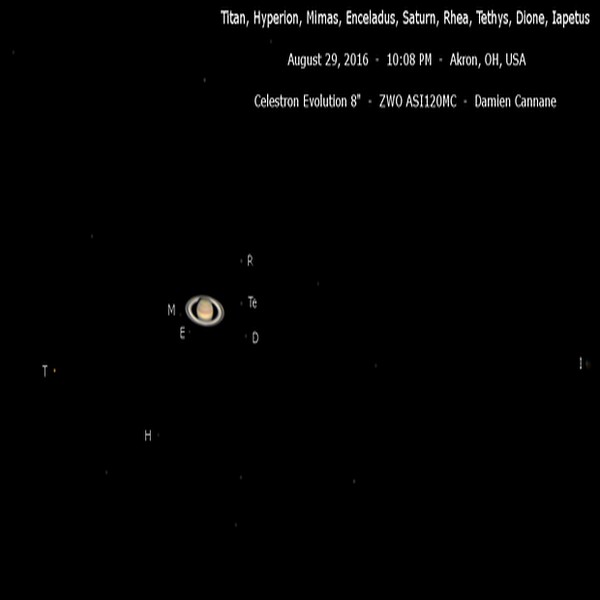 Titan, Hyperion, Mimas, Enceladus, Saturn, Rhea, Tethys, Dione, Iapetus
August 29, 2016 - 10:08 PM - Akron, OH, USA
Celestron Evolution 8" - ZWO ASI120MC - Damien Cannane
R
Te
M
E
D
I
T
H